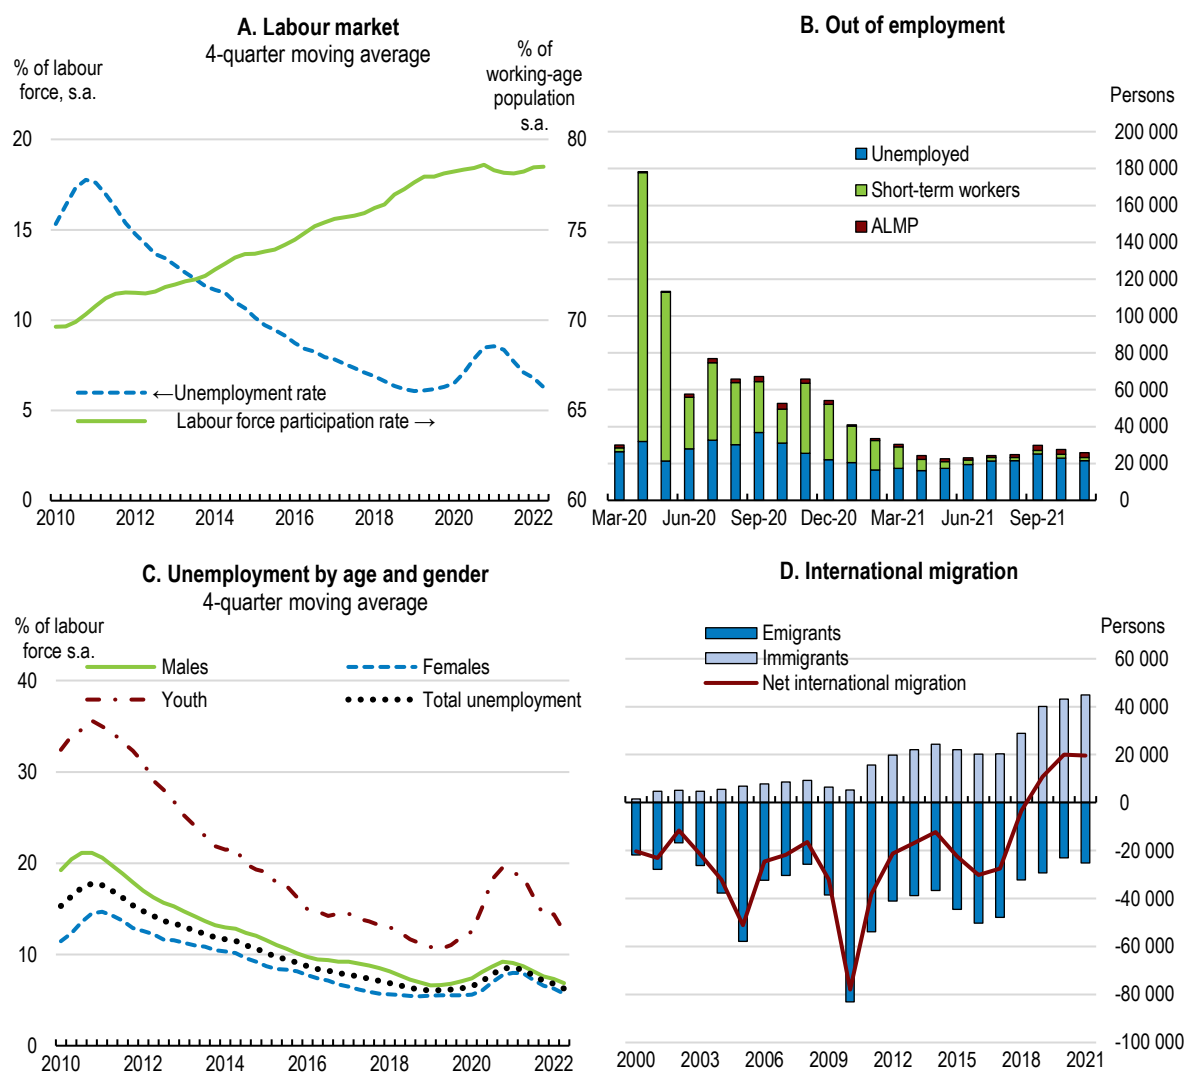 A. Labour market
4-quarter moving average
% of labour
force, s.a.
% of
working-age
population
s.a.
20
15
10
5
0
80
75
70
65
60
←Unemployment rate
Labour force participation rate →
2010 2012 2014 2016 2018 2020 2022
B. Out of employment
Persons
Unemployed
Short-term workers
ALMP
200 000
180 000
160 000
140 000
120 000
100 000
80 000
60 000
40 000
20 000
0
Mar-20 Jun-20 Sep-20 Dec-20 Mar-21 Jun-21 Sep-21
C. Unemployment by age and gender
4-quarter moving average
% of labour
force s.a.
Males
Females
Youth
Total unemployment
40
30
20
10
0
2010 2012 2014 2016 2018 2020 2022
D. International migration
Persons
Emigrants
Immigrants
Net international migration
60 000
40 000
20 000
0
-20 000
-40 000
-60 000
-80 000
-100 000
2000 2003 2006 2009 2012 2015 2018 2021